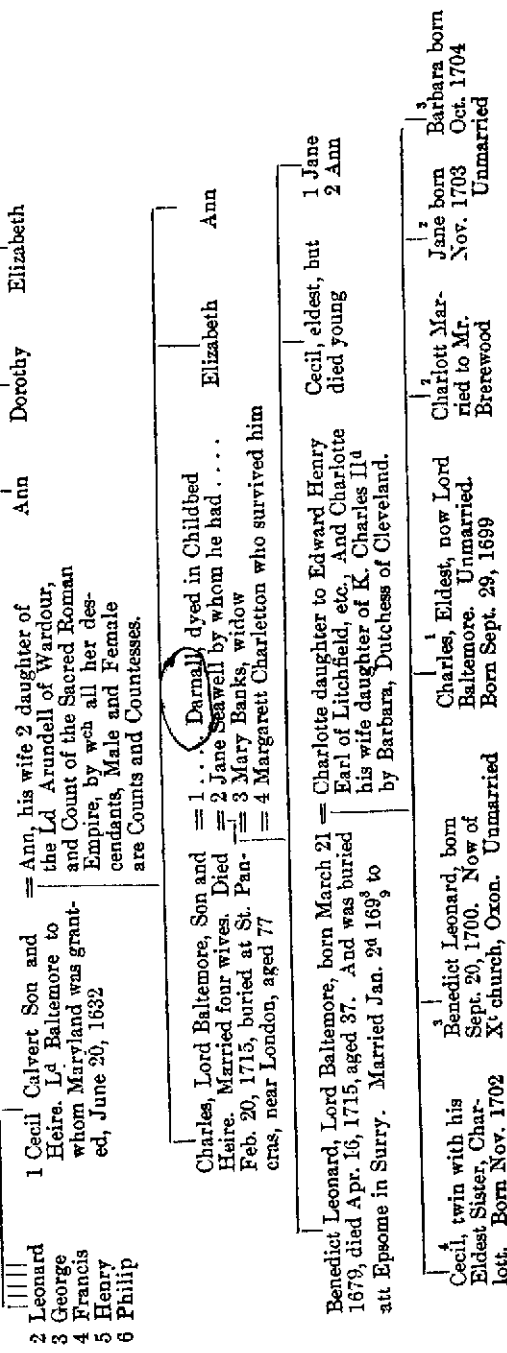 2 Leonard
3 George
4 Francis
5 Henry
6 Philip
1 Cecil Calvert Son and
Heire. Ld Baltemore to
whom Maryland was grant-
ed, June 20, 1632
= Ann, his wife 2 daughter of
the Ld Arundell of Wardour,
and Count of the Sacred Roman
Empire, by wch all her des-
cendants, Male and Female
are Counts and Countesses.
Ann
Dorothy
Elizabeth
Charles, Lord Baltemore, Son and
Heire. Married four wives. Died
Feb. 20, 1715, buried at St. Pan-
cras, near London, aged 77
= 1 .... Darnall, dyed in Childbed
= 2 Jane Seawell by whom he had ....
= 3 Mary Banks, widow
= 4 Margarett Charletton who survived him
Elizabeth
Ann
Benedict Leonard, Lord Baltemore, born March 21
1679, died Apr. 16, 1715, aged 37. And was buried
att Epsome in Surry. Married Jan. 2d 169 8/9 to
= Charlotte daughter to Edward Henry
Earl of Litchfield, etc., And Charlotte
his wife daughter of K. Charles IId
by Barbara, Dutchess of Cleveland.
Cecil, eldest, but
died young
1 Jane
2 Ann
4
Cecil, twin with his
Eldest Sister, Char-
lott. Born Nov. 1702
3
Benedict Leonard, born
Sept. 20, 1700. Now of
Xt church, Oxon. Unmarried
1
Charles, Eldest, now Lord
Baltemore. Unmarried.
Born Sept. 29, 1699
2
Charlott Mar-
ried to Mr.
Brerewood
2
Jane born
Nov. 1703
3
Barbara born
Oct. 1704
Unmarried